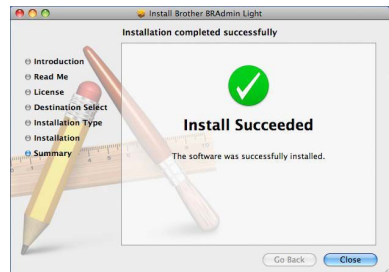 Install Brother BRAdmin Light
Installation completed successfully
Introduction
Read Me
License
Destination Select
Installation Type
Installation
Summary
Install Succeeded
The software was successfully installed.
Go Back
Close